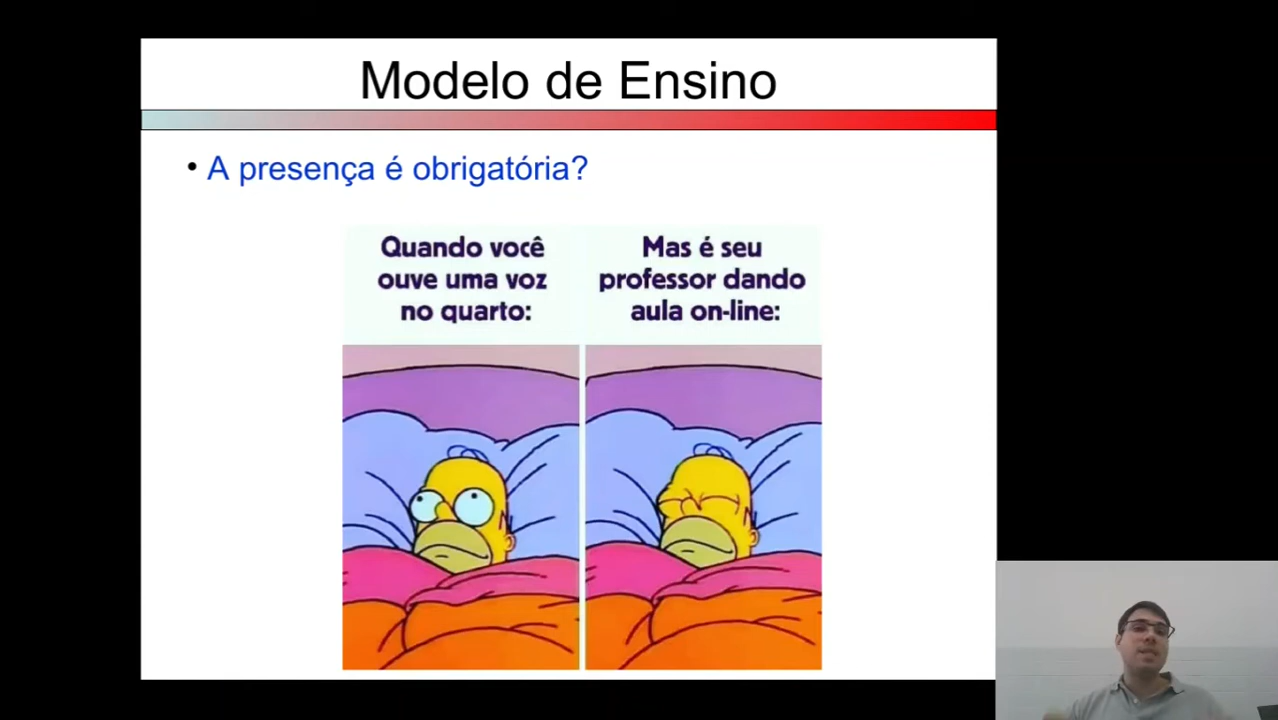 Modelo de Ensino
• A presença é obrigatória?
Quando você
ouve uma voz
no quarto:
Mas é seu
professor dando
aula on-line: